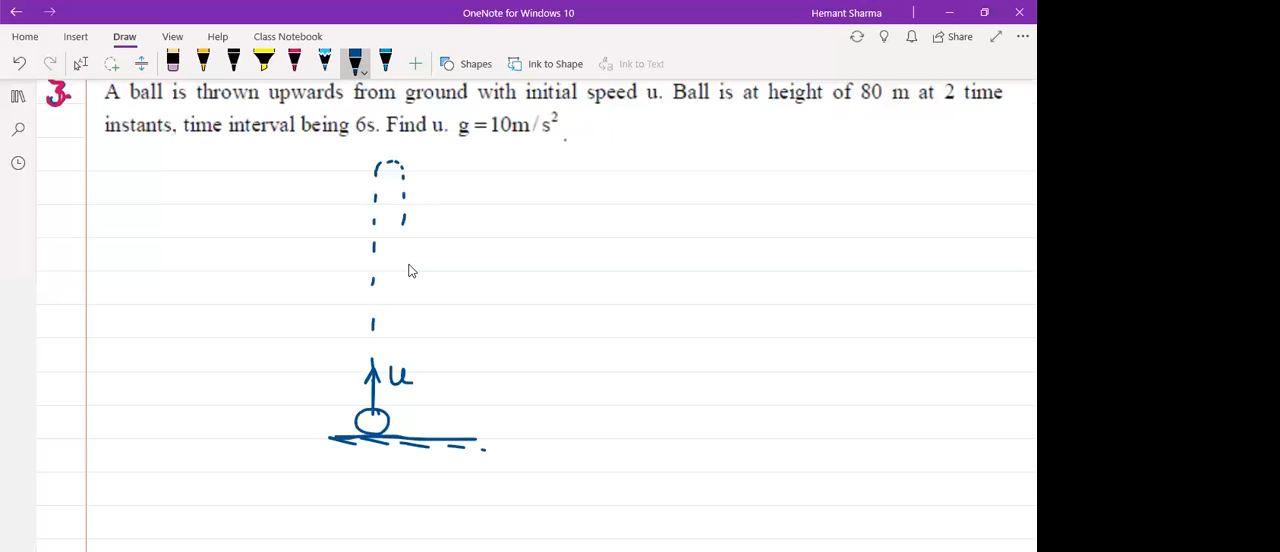 OneNote for Windows 10
Hemant Sharma
Home Insert Draw View Help Class Notebook
Share
Shapes Ink to Shape Ink to Text
3. A ball is thrown upwards from ground with initial speed u. Ball is at height of 80 m at 2 time
instants, time interval being 6s. Find u. g = 10m/s²
u